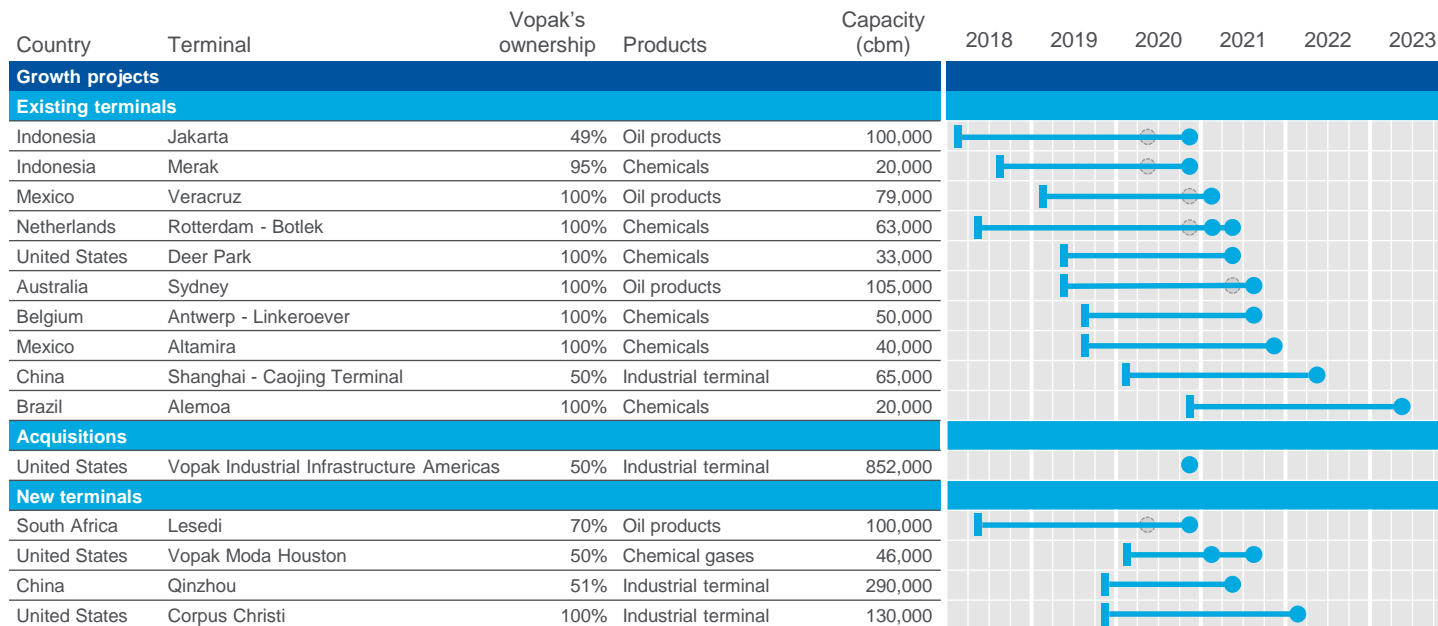 Country Terminal Vopak's ownership Products Capacity (cbm) 2018 2019 2020 2021 2022 2023
Growth projects
Existing terminals
Indonesia Jakarta 49% Oil products 100,000
Indonesia Merak 95% Chemicals 20,000
Mexico Veracruz 100% Oil products 79,000
Netherlands Rotterdam - Botlek 100% Chemicals 63,000
United States Deer Park 100% Chemicals 33,000
Australia Sydney 100% Oil products 105,000
Belgium Antwerp - Linkeroever 100% Chemicals 50,000
Mexico Altamira 100% Chemicals 40,000
China Shanghai - Caojing Terminal 50% Industrial terminal 65,000
Brazil Alemoa 100% Chemicals 20,000
Acquisitions
United States Vopak Industrial Infrastructure Americas 50% Industrial terminal 852,000
New terminals
South Africa Lesedi 70% Oil products 100,000
United States Vopak Moda Houston 50% Chemical gases 46,000
China Qinzhou 51% Industrial terminal 290,000
United States Corpus Christi 100% Industrial terminal 130,000